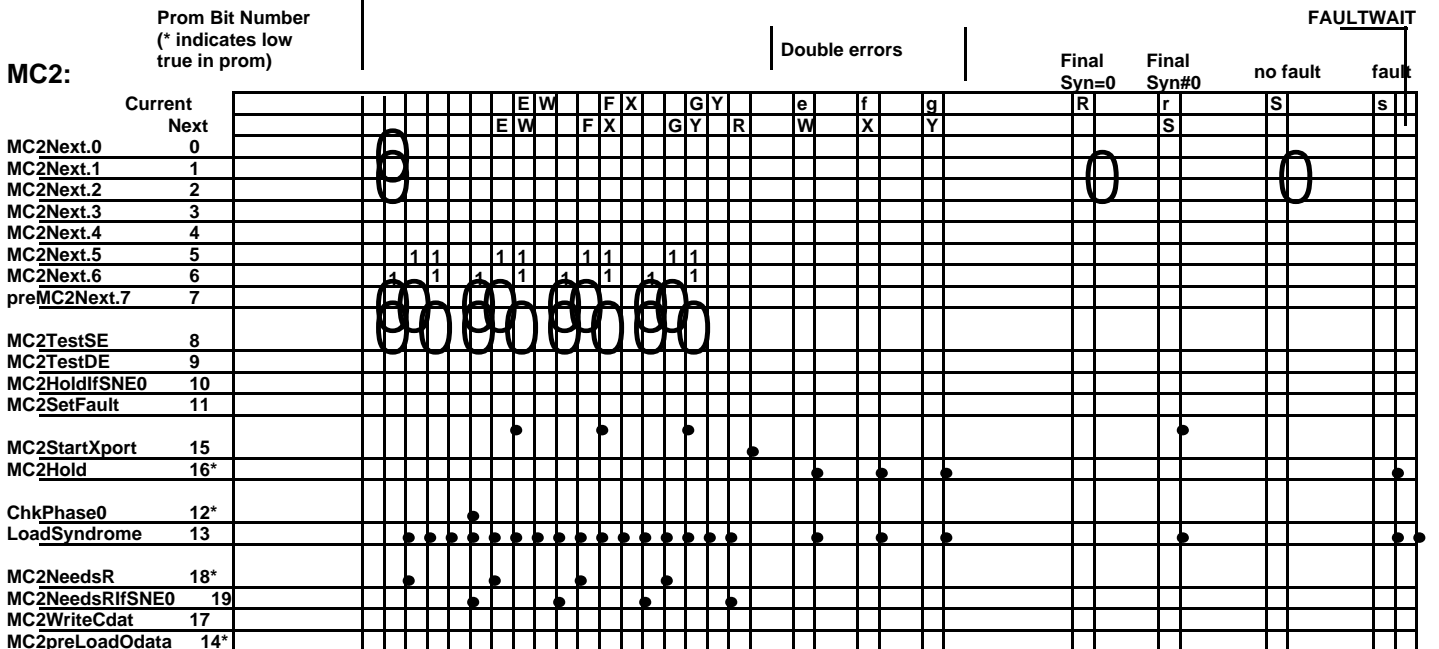 Prom Bit Number
(* indicates low
true in prom)
MC2:
Double errors
FAULTWAIT
Final
Syn=0
Final
Syn#0
no fault
fault
Current E W F X G Y e f g R r S s
Next E W F X G Y R W X Y S
MC2Next.0 0
MC2Next.1 1
MC2Next.2 2
MC2Next.3 3
MC2Next.4 4
MC2Next.5 5 1 1 1 1 1 1 1 1
MC2Next.6 6 1 1 1 1 1 1 1 1
preMC2Next.7 7
MC2TestSE 8
MC2TestDE 9
MC2HoldIfSNE0 10
MC2SetFault 11
MC2StartXport 15
MC2Hold 16*
ChkPhase0 12*
LoadSyndrome 13
MC2NeedsR 18*
MC2NeedsRIfSNE0 19
MC2WriteCdat 17
MC2preLoadOdata 14*